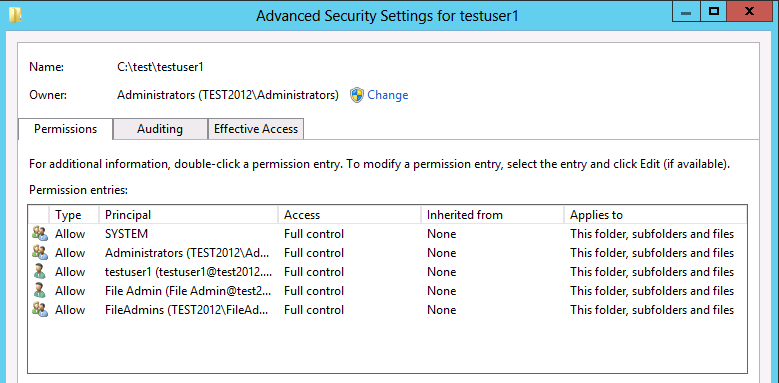 Advanced Security Settings for testuser1
Name: C:\test\testuser1
Owner: Administrators (TEST2012\Administrators) Change
Permissions Auditing Effective Access
For additional information, double-click a permission entry. To modify a permission entry, select the entry and click Edit (if available).
Permission entries:
Type Principal Access Inherited from Applies to
Allow SYSTEM Full control None This folder, subfolders and files
Allow Administrators (TEST2012\Ad... Full control None This folder, subfolders and files
Allow testuser1 (testuser1@test2012.... Full control None This folder, subfolders and files
Allow File Admin (File Admin@test2... Full control None This folder, subfolders and files
Allow FileAdmins (TEST2012\FileAd... Full control None This folder, subfolders and files